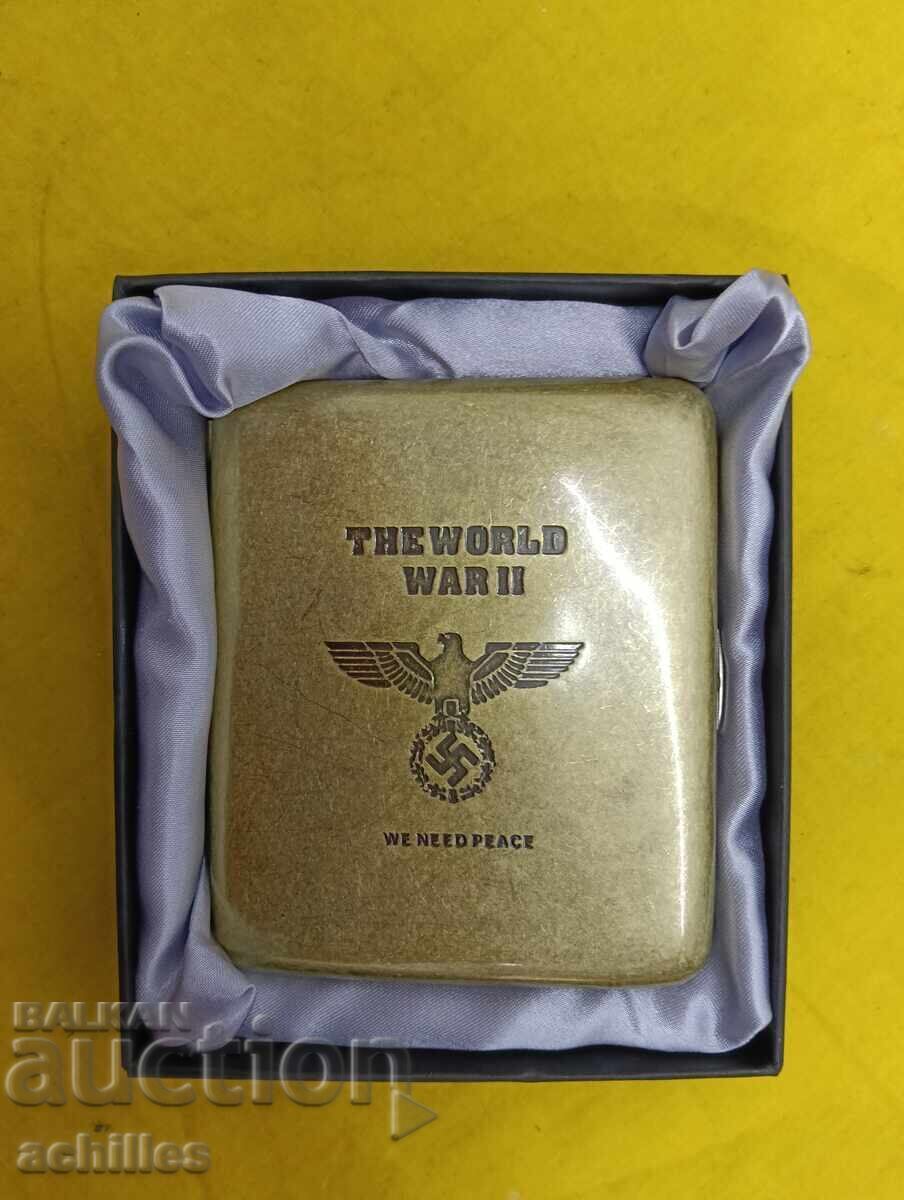 THE WORLD
WAR II
WE NEED PEACE
BALKAN
auction
achilles